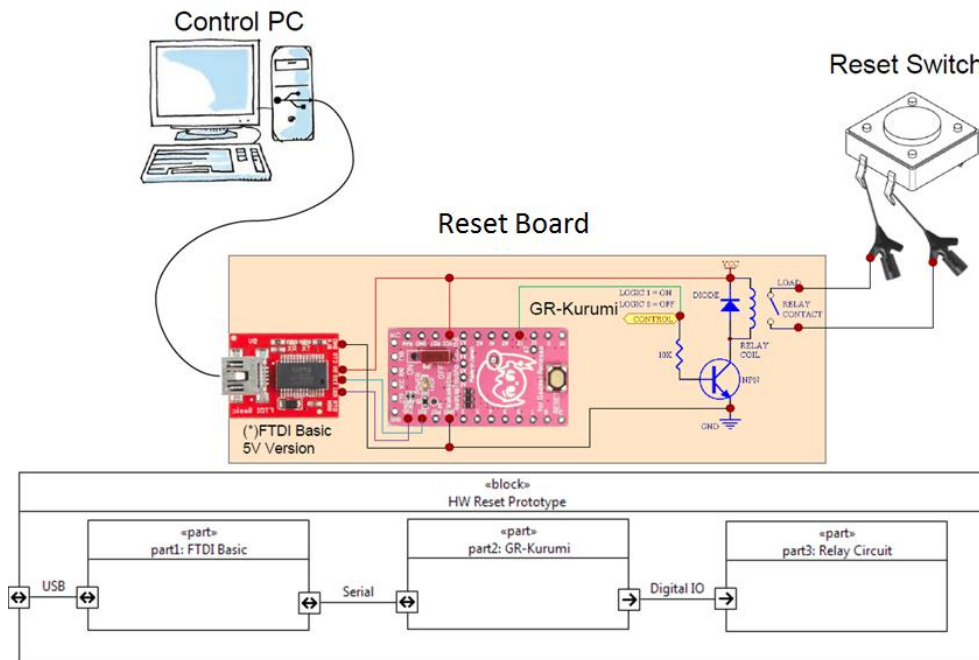 Control PC
Reset Switch
Reset Board
VCC
LOAD
DIODE
LOGIC 1 = ON
LOGIC 0 = OFF
GR-Kurumi
CONTROL
RELAY
CONTACT
RELAY
COIL
10K
NPN
GND
FTDI Basic
(*)FTDI Basic
5V Version
«block»
HW Reset Prototype
«part»
part1: FTDI Basic
«part»
part2: GR-Kurumi
«part»
part3: Relay Circuit
USB
Serial
Digital IO